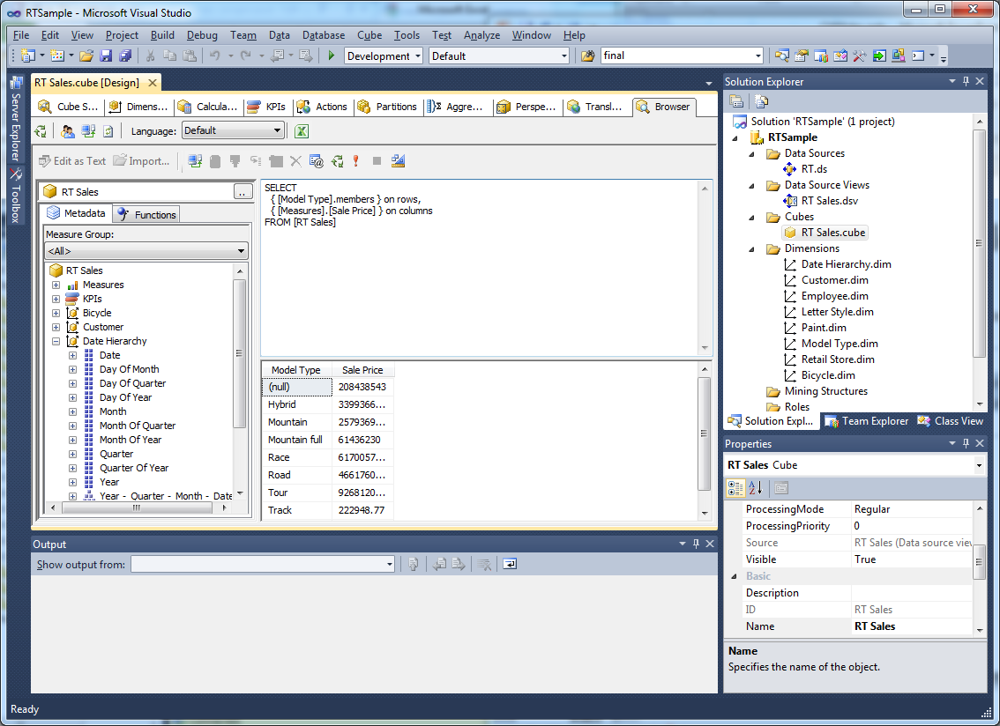 RTSample - Microsoft Visual Studio
File Edit View Project Build Debug Team Data Database Cube Tools Test Analyze Window Help
Development Default final
Server Explorer
Toolbox
RT Sales.cube [Design]
Cube S... Dimens... Calcula... KPIs Actions Partitions Aggre... Perspe... Transl... Browser
Language: Default
Edit as Text Import...
RT Sales ..
Metadata Functions
Measure Group:
<All>
RT Sales
Measures
KPIs
Bicycle
Customer
Date Hierarchy
Date
Day Of Month
Day Of Quarter
Day Of Year
Month
Month Of Quarter
Month Of Year
Quarter
Quarter Of Year
Year
Year - Quarter - Month - Date
SELECT
{ [Model Type].members } on rows,
{ [Measures].[Sale Price] } on columns
FROM [RT Sales]
Model Type Sale Price
(null) 208438543
Hybrid 3399366...
Mountain 2579369...
Mountain full 61436230
Race 6170057...
Road 4661760...
Tour 9268120...
Track 222948.77
Output
Show output from:
Solution Explorer
Solution 'RTSample' (1 project)
RTSample
Data Sources
RT.ds
Data Source Views
RT Sales.dsv
Cubes
RT Sales.cube
Dimensions
Date Hierarchy.dim
Customer.dim
Employee.dim
Letter Style.dim
Paint.dim
Model Type.dim
Retail Store.dim
Bicycle.dim
Mining Structures
Roles
Solution Expl... Team Explorer Class View
Properties
RT Sales Cube
ProcessingMode Regular
ProcessingPriority 0
Source RT Sales (Data source view
Visible True
Basic
Description
ID RT Sales
Name RT Sales
Name
Specifies the name of the object.
Ready